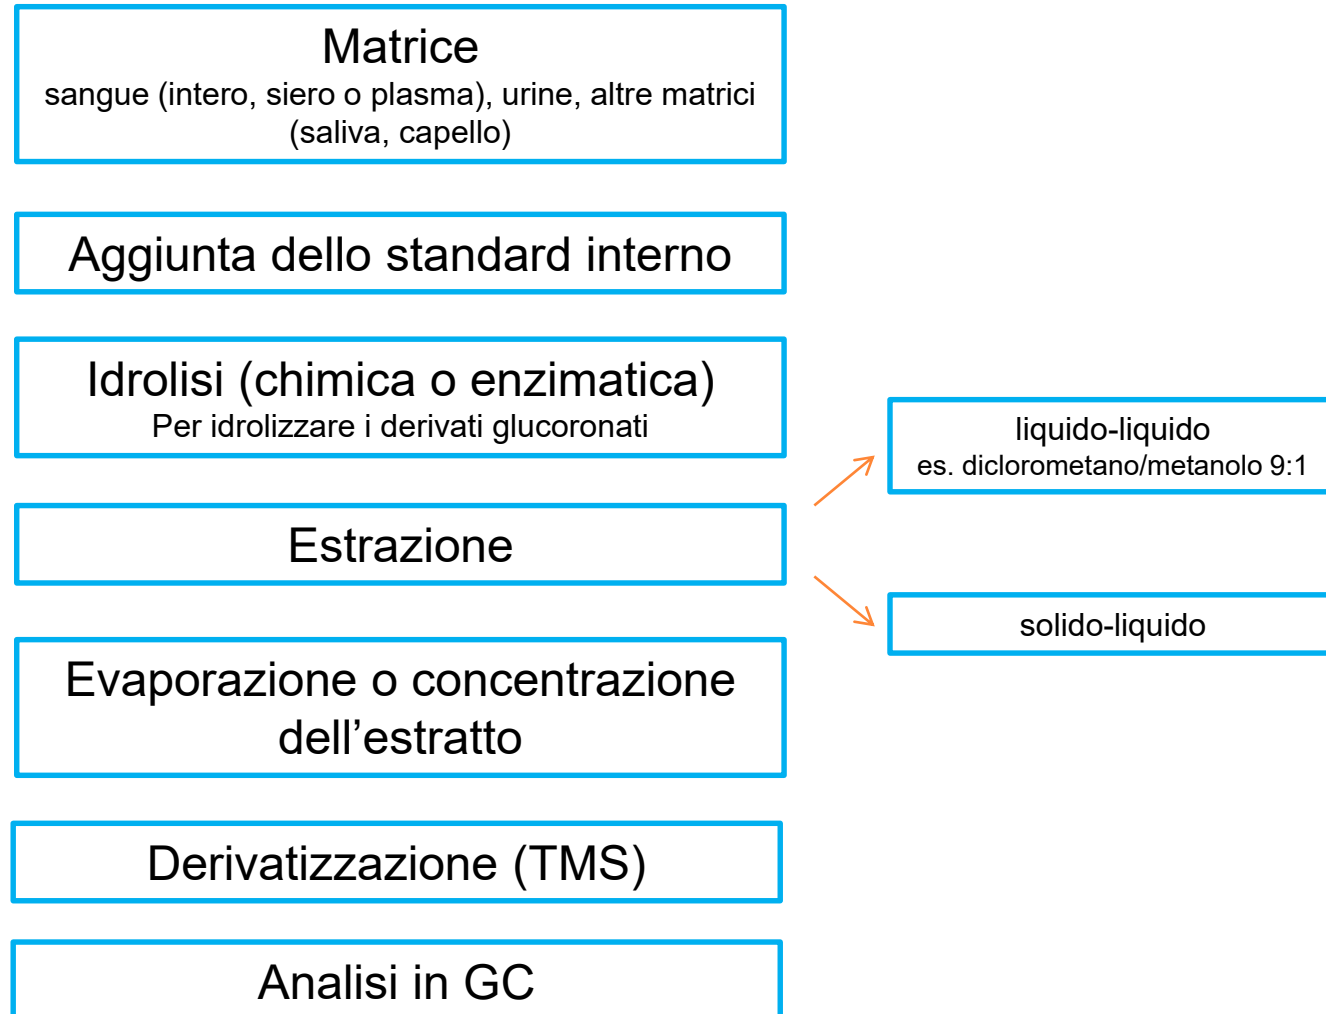 Matrice
sangue (intero, siero o plasma), urine, altre matrici
(saliva, capello)
Aggiunta dello standard interno
Idrolisi (chimica o enzimatica)
Per idrolizzare i derivati glucoronati
Estrazione
liquido-liquido
es. diclorometano/metanolo 9:1
solido-liquido
Evaporazione o concentrazione
dell’estratto
Derivatizzazione (TMS)
Analisi in GC